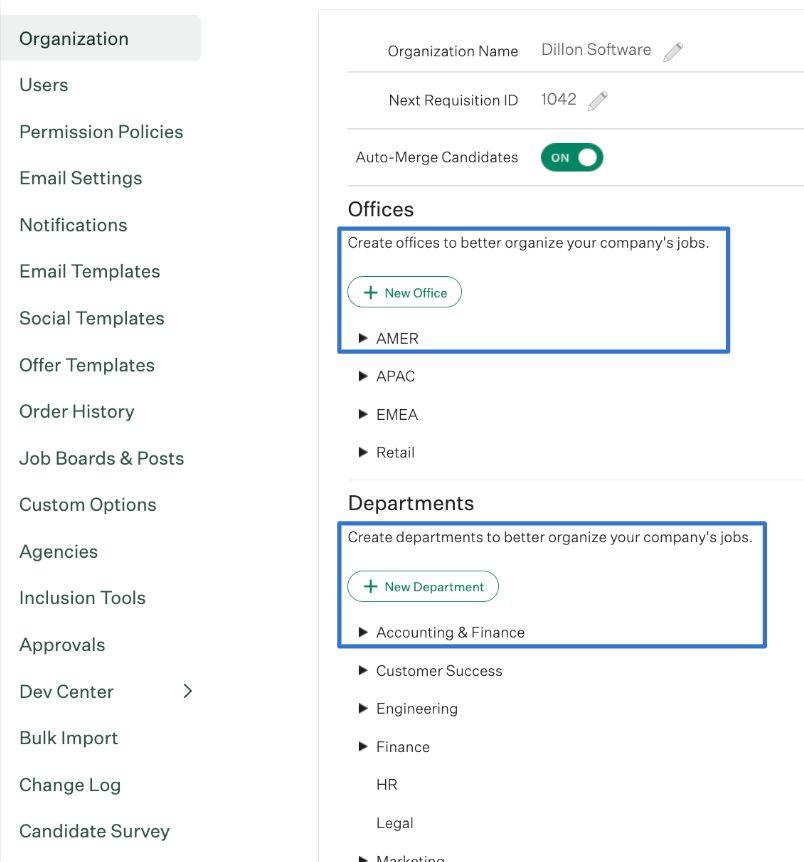 Organization
Users
Permission Policies
Email Settings
Notifications
Email Templates
Social Templates
Offer Templates
Order History
Job Boards & Posts
Custom Options
Agencies
Inclusion Tools
Approvals
Dev Center
Bulk Import
Change Log
Candidate Survey
Organization Name Dillon Software
Next Requisition ID 1042
Auto-Merge Candidates ON
Offices
Create offices to better organize your company's jobs.
+ New Office
AMER
APAC
EMEA
Retail
Departments
Create departments to better organize your company's jobs.
+ New Department
Accounting & Finance
Customer Success
Engineering
Finance
HR
Legal
Marketing